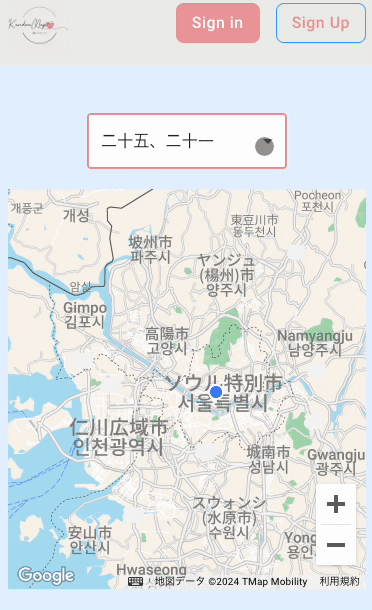 Sign in
Sign Up
二十五、二十一
Pocheon
포천시
개풍군
개성
東豆川市
동두천시
坡州市
파주시
ヤンジュ
(楊州)市
양주시
암실
Gimpo
김포시
高陽市
고양시
Namyangju
남양주시
ソウル特別市
서울특별시
仁川広域市
인천광역시
城南市
성남시
Gwangju
광주시
スウォンシ
(水原市)
수원시
安山市
안산시
Yong
용인
Hwaseong
Google
地図データ ©2024 TMap Mobility
利用規約